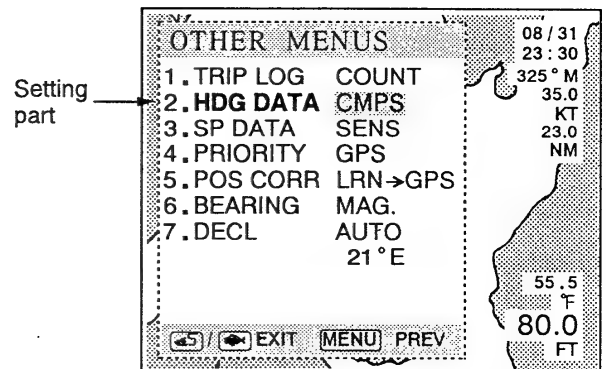 Setting
part
OTHER MENUS
1.TRIP LOG COUNT
2.HDG DATA CMPS
3.SP DATA SENS
4.PRIORITY GPS
5.POS CORR LRN→GPS
6.BEARING MAG.
7.DECL AUTO
21°E
/ EXIT MENU PREV
08/31
23:30
325°M
35.0
KT
23.0
NM
55.5
°F
80.0
FT